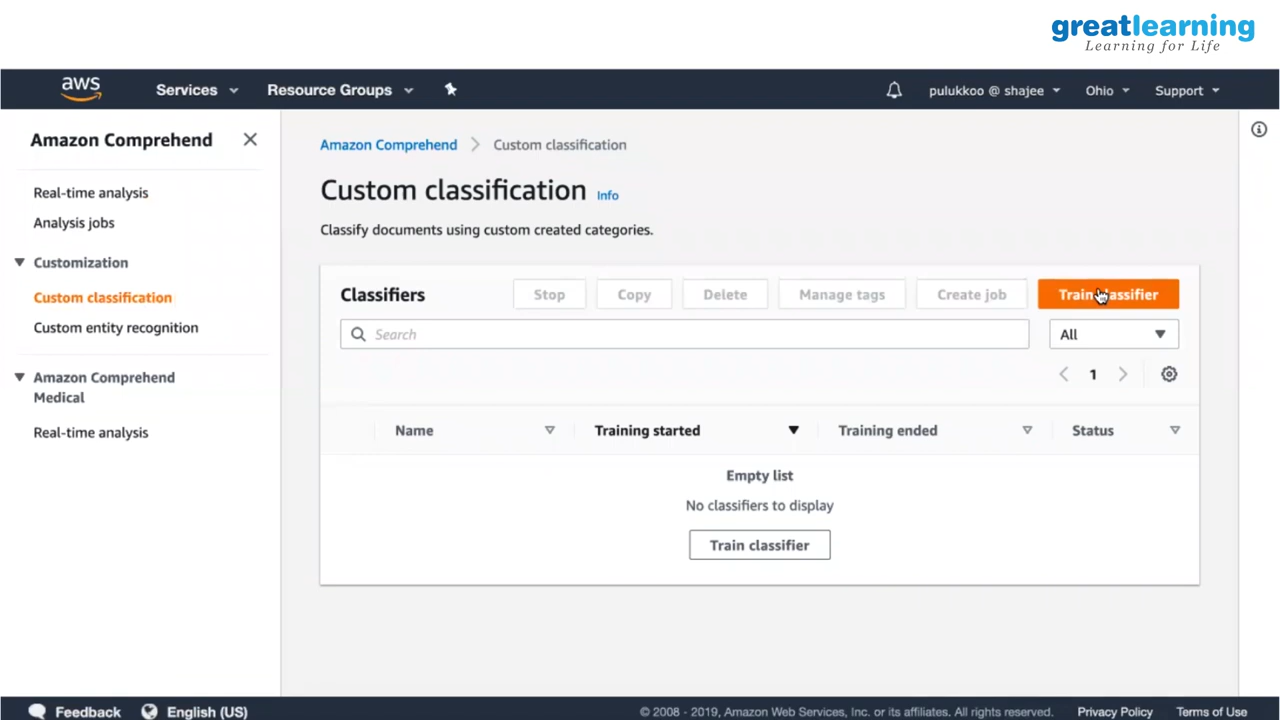 greatlearning
Learning for Life
aws
Services
Resource Groups
pulukkoo @ shajee
Ohio
Support
Amazon Comprehend
Real-time analysis
Analysis jobs
Customization
Custom classification
Custom entity recognition
Amazon Comprehend
Medical
Real-time analysis
Amazon Comprehend
Custom classification
Custom classification Info
Classify documents using custom created categories.
Classifiers
Stop
Copy
Delete
Manage tags
Create job
Train classifier
Search
All
1
Name
Training started
Training ended
Status
Empty list
No classifiers to display
Train classifier
Feedback
English (US)
© 2008 - 2019, Amazon Web Services, Inc. or its affiliates. All rights reserved.
Privacy Policy
Terms of Use